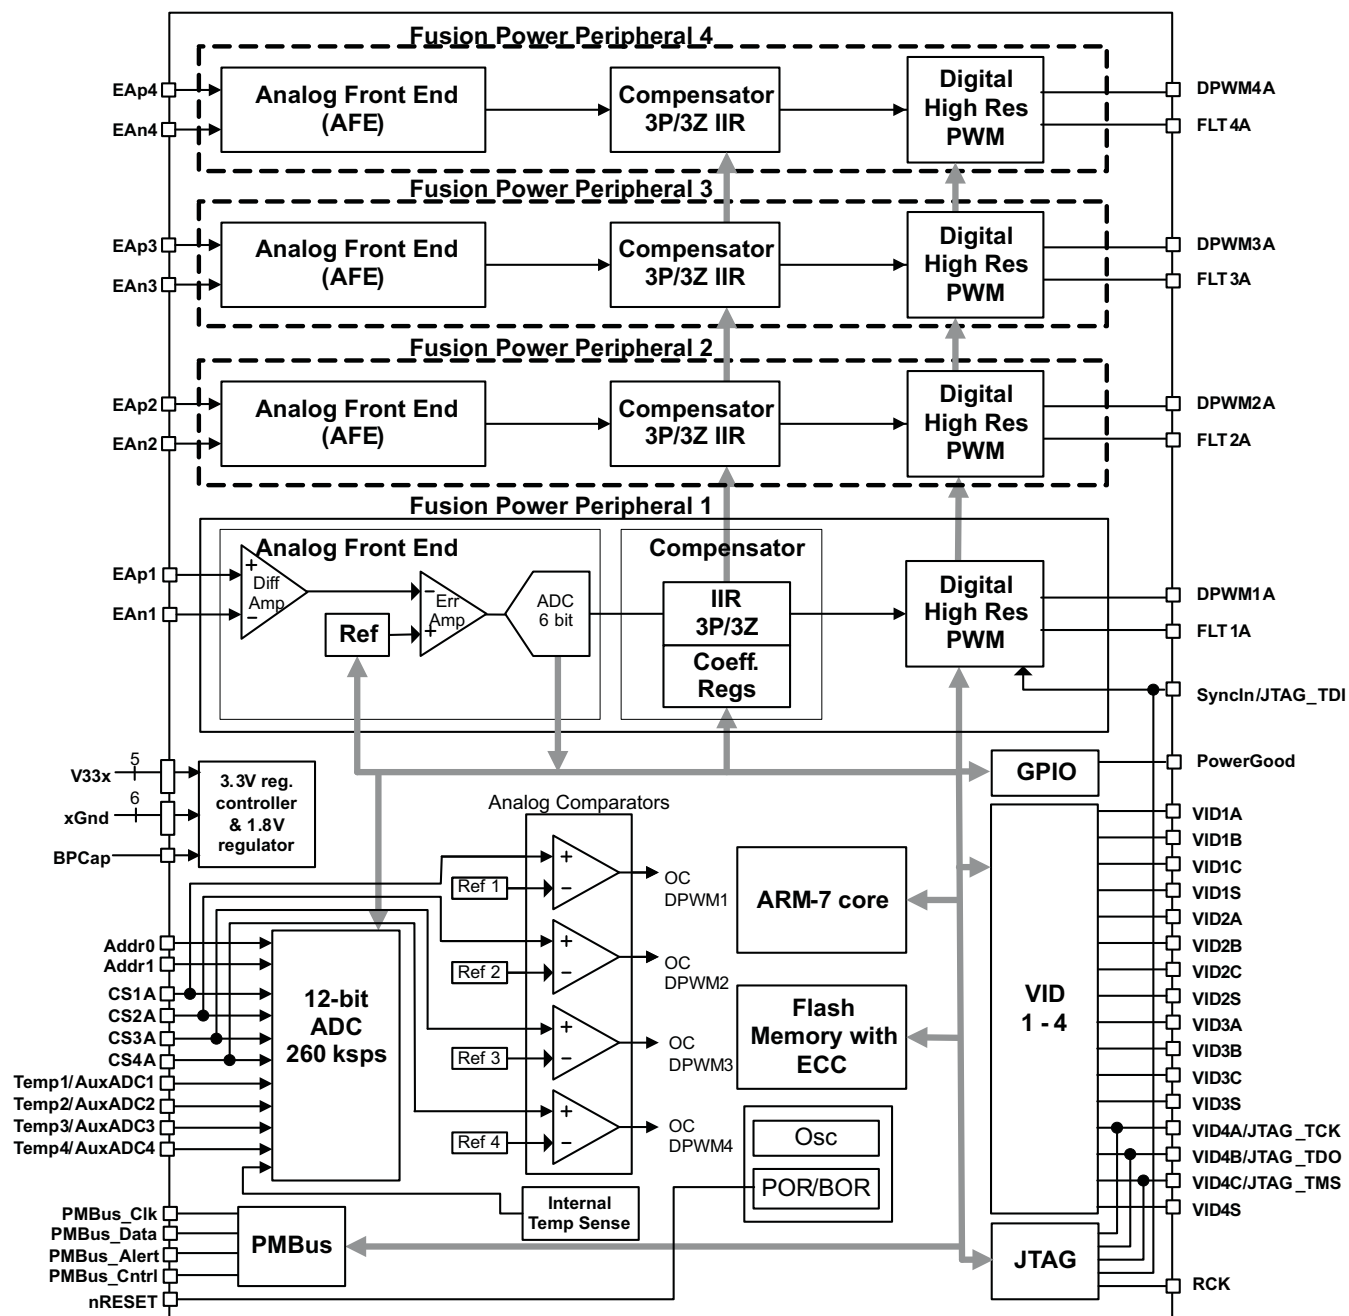 Fusion Power Peripheral 4
EAp4
EAn4
Analog Front End
(AFE)
Compensator
3P/3Z IIR
Digital
High Res
PWM
DPWM4A
FLT4A
Fusion Power Peripheral 3
EAp3
EAn3
Analog Front End
(AFE)
Compensator
3P/3Z IIR
Digital
High Res
PWM
DPWM3A
FLT3A
Fusion Power Peripheral 2
EAp2
EAn2
Analog Front End
(AFE)
Compensator
3P/3Z IIR
Digital
High Res
PWM
DPWM2A
FLT2A
Fusion Power Peripheral 1
EAp1
EAn1
Analog Front End
+
Diff
Amp
−
Ref
−
Err
Amp
+
ADC
6 bit
Compensator
IIR
3P/3Z
Coeff.
Regs
Digital
High Res
PWM
DPWM1A
FLT1A
SyncIn/JTAG_TDI
V33x
5
xGnd
6
BPCap
3.3V reg.
controller
& 1.8V
regulator
GPIO
PowerGood
Analog Comparators
Ref 1
+
−
OC
DPWM1
Ref 2
+
−
OC
DPWM2
Ref 3
+
−
OC
DPWM3
Ref 4
+
−
OC
DPWM4
Addr0
Addr1
CS1A
CS2A
CS3A
CS4A
Temp1/AuxADC1
Temp2/AuxADC2
Temp3/AuxADC3
Temp4/AuxADC4
12-bit
ADC
260 ksps
Internal
Temp Sense
ARM-7 core
Flash
Memory with
ECC
Osc
POR/BOR
VID
1 - 4
VID1A
VID1B
VID1C
VID1S
VID2A
VID2B
VID2C
VID2S
VID3A
VID3B
VID3C
VID3S
VID4A/JTAG_TCK
VID4B/JTAG_TDO
VID4C/JTAG_TMS
VID4S
PMBus_Clk
PMBus_Data
PMBus_Alert
PMBus_Cntrl
nRESET
PMBus
JTAG
RCK